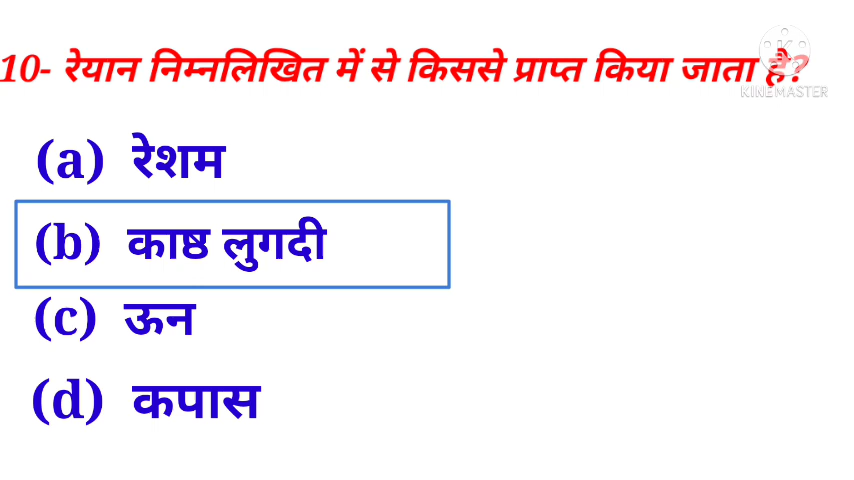 10- रेयान निम्नलिखित में से किससे प्राप्त किया जाता है?
KINEMASTER
(a) रेशम
(b) काष्ठ लुगदी
(c) ऊन
(d) कपास